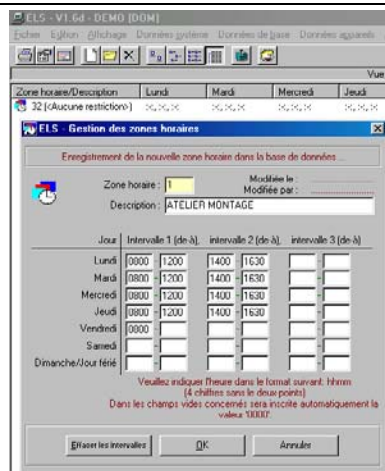 ELS - V1.6d - DEMO [DOM]
Fichier Edition Affichage Données système Données de base Données appareils
Vue
Zone horaire/Description Lundi Mardi Mercredi Jeudi
32 (<Aucune restriction>)
ELS - Gestion des zones horaires
Enregistrement de la nouvelle zone horaire dans la base de données ...
Zone horaire : 1 Modifiée le :
Modifiée par :
Description : ATELIER MONTAGE
Jour Intervalle 1 (de-à), intervalle 2 (de-à), intervalle 3 (de-à)
Lundi 0800 - 1200 1400 - 1630 -
Mardi 0800 - 1200 1400 - 1630 -
Mercredi 0800 - 1200 1400 - 1630 -
Jeudi 0800 - 1200 1400 - 1630 -
Vendredi 0800 - - -
Samedi - - -
Dimanche/Jour férié - - -
Veuillez indiquer l'heure dans le format suivant: hhmm
(4 chiffres sans le deux points)
Dans les champs vides concernés sera inscrite automatiquement la
valeur '0000'.
Effacer les intervalles OK Annuler